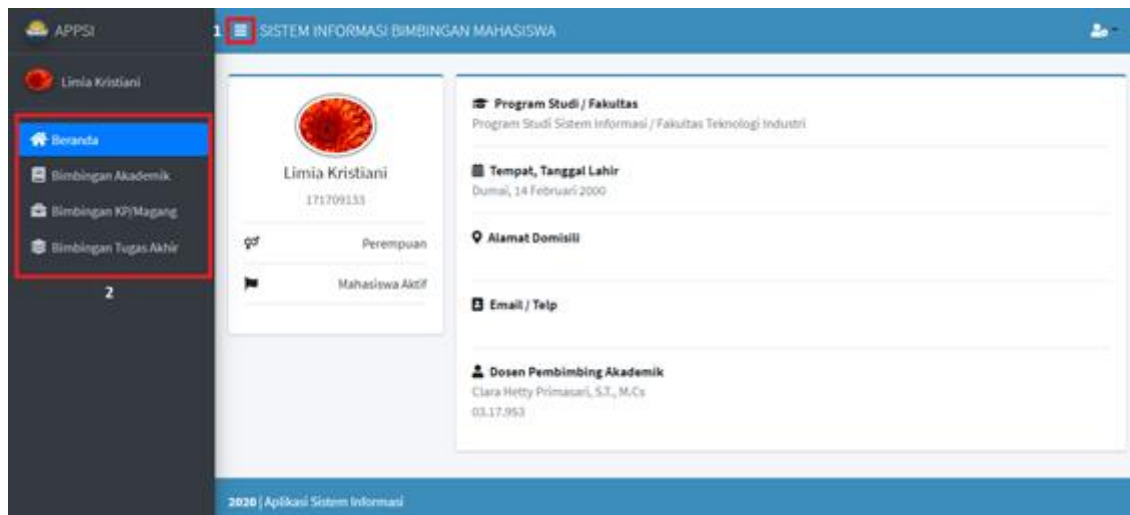 APPSI
1
SISTEM INFORMASI BIMBINGAN MAHASISWA
Limia Kristiani
Beranda
Bimbingan Akademik
Bimbingan KP/Magang
Bimbingan Tugas Akhir
2
Limia Kristiani
171709133
Perempuan
Mahasiswa Aktif
Program Studi / Fakultas
Program Studi Sistem Informasi / Fakultas Teknologi Industri
Tempat, Tanggal Lahir
Dumai, 14 Februari 2000
Alamat Domisili
Email / Telp
Dosen Pembimbing Akademik
Clara Hetty Primasari, S.T., M.Cs
03.17.953
2020 | Aplikasi Sistem Informasi